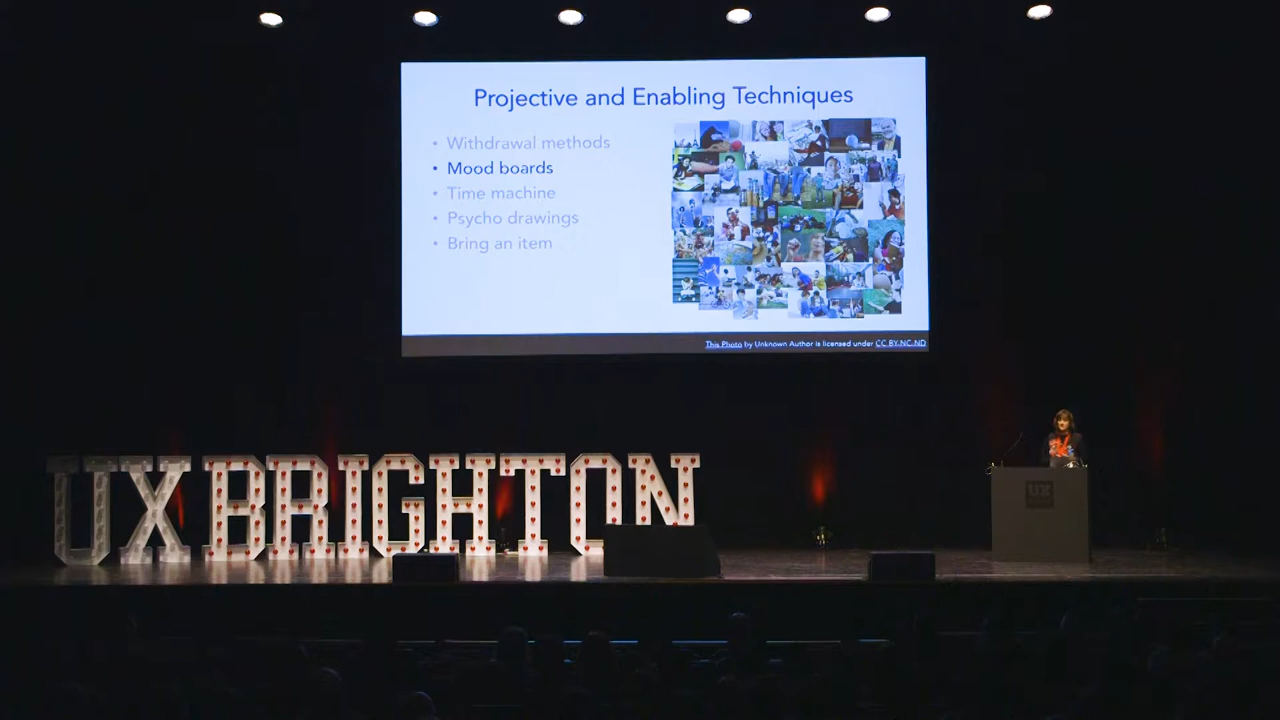 Projective and Enabling Techniques
• Withdrawal methods
• Mood boards
• Time machine
• Psycho drawings
• Bring an item
This Photo by Unknown Author is licensed under CC BY-NC-ND
UX BRIGHTON
UX